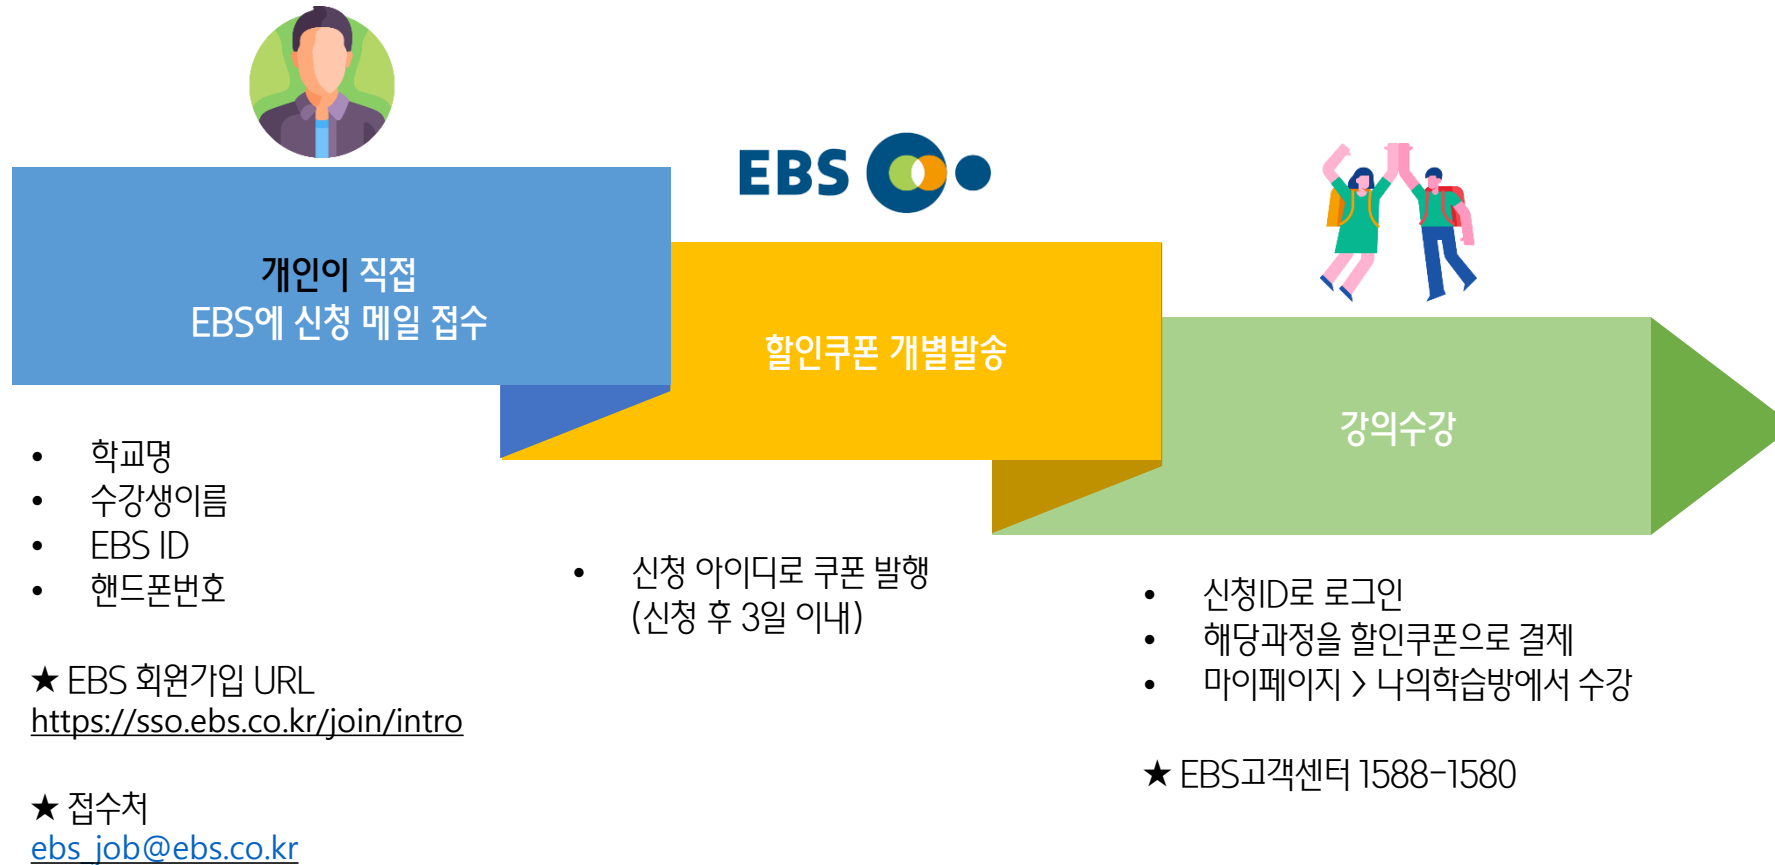 개인이 직접
EBS에 신청 메일 접수
• 학교명
• 수강생이름
• EBS ID
• 핸드폰번호
★ EBS 회원가입 URL
https://sso.ebs.co.kr/join/intro
★ 접수처
ebs_job@ebs.co.kr
EBS
할인쿠폰 개별발송
• 신청 아이디로 쿠폰 발행
(신청 후 3일 이내)
강의수강
• 신청ID로 로그인
• 해당과정을 할인쿠폰으로 결제
• 마이페이지 > 나의학습방에서 수강
★ EBS고객센터 1588-1580